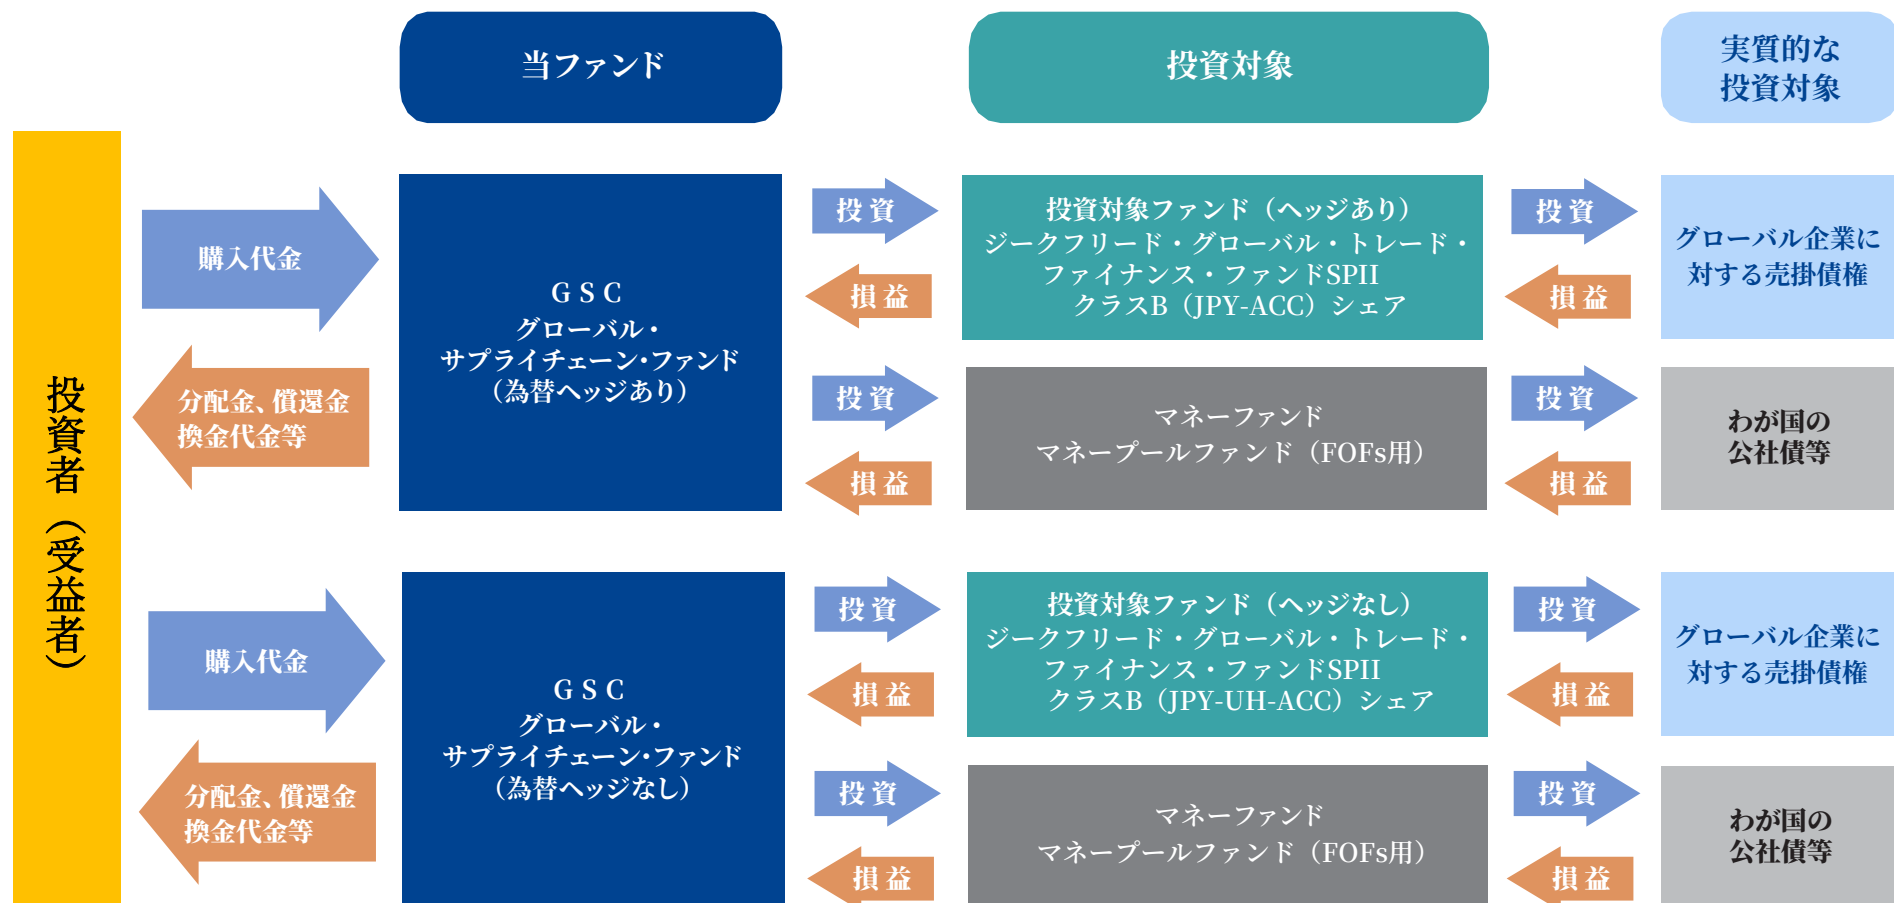 当ファンド
投資対象
実質的な
投資対象
投資者（受益者）
購入代金
分配金、償還金
換金代金等
GSC
グローバル・
サプライチェーン・ファンド
（為替ヘッジあり）
投資
損益
投資
損益
投資対象ファンド（ヘッジあり）
ジークフリード・グローバル・トレード・
ファイナンス・ファンドSPII
クラスB（JPY-ACC）シェア
マネーファンド
マネープールファンド（FOFs用）
投資
損益
投資
損益
グローバル企業に
対する売掛債権
わが国の
公社債等
購入代金
分配金、償還金
換金代金等
GSC
グローバル・
サプライチェーン・ファンド
（為替ヘッジなし）
投資
損益
投資
損益
投資対象ファンド（ヘッジなし）
ジークフリード・グローバル・トレード・
ファイナンス・ファンドSPII
クラスB（JPY-UH-ACC）シェア
マネーファンド
マネープールファンド（FOFs用）
投資
損益
投資
損益
グローバル企業に
対する売掛債権
わが国の
公社債等